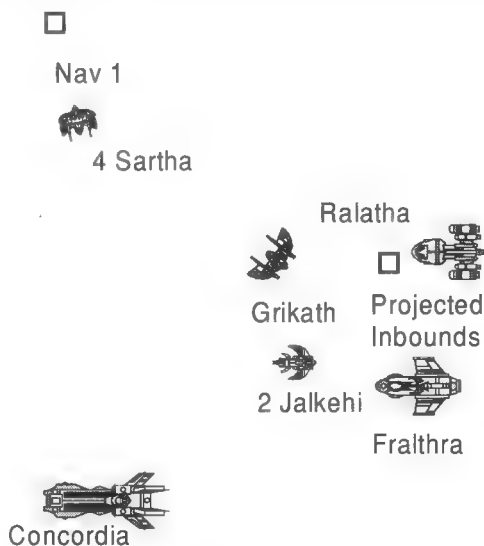 Nav 1
4 Sartha
Ralatha
Grikath
Projected
Inbounds
2 Jalkehi
Fralthra
Concordia